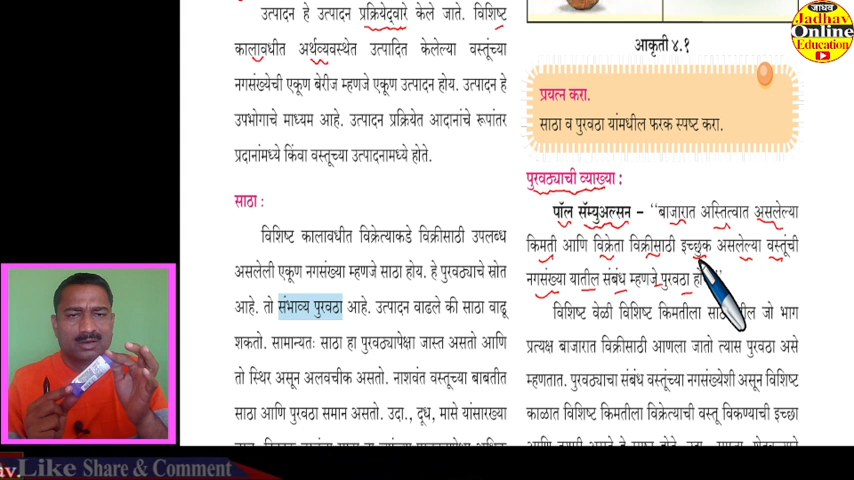 उत्पादन हे उत्पादन प्रक्रियेद्वारे केले जाते. विशिष्ट
कालावधीत अर्थव्यवस्थेत उत्पादित केलेल्या वस्तूंच्या
नगसंख्येची एकूण बेरीज म्हणजे एकूण उत्पादन होय. उत्पादन हे
उपभोगाचे माध्यम आहे. उत्पादन प्रक्रियेत आदानांचे रूपांतर
प्रदानांमध्ये किंवा वस्तूच्या उत्पादनामध्ये होते.
साठा :
विशिष्ट कालावधीत विक्रेत्याकडे विक्रीसाठी उपलब्ध
असलेली एकूण नगसंख्या म्हणजे साठा होय. हे पुरवठ्याचे स्रोत
आहे. तो संभाव्य पुरवठा आहे. उत्पादन वाढले की साठा वाढू
शकतो. सामान्यतः साठा हा पुरवठ्यापेक्षा जास्त असतो आणि
तो स्थिर असून अलवचीक असतो. नाशवंत वस्तूच्या बाबतीत
साठा आणि पुरवठा समान असतो. उदा., दूध, मासे यांसारख्या
आकृती ४.१
प्रयत्न करा.
साठा व पुरवठा यांमधील फरक स्पष्ट करा.
पुरवठ्याची व्याख्या :
पॉल सॅम्युअल्सन - "बाजारात अस्तित्वात असलेल्या
किमती आणि विक्रेता विक्रीसाठी इच्छुक असलेल्या वस्तूंची
नगसंख्या यातील संबंध म्हणजे पुरवठा
विशिष्ट वेळी विशिष्ट किमतीला जो भाग
प्रत्यक्ष बाजारात विक्रीसाठी आणला जातो त्यास पुरवठा असे
म्हणतात. पुरवठ्याचा संबंध वस्तूंच्या नगसंख्येशी असून विशिष्ट
काळात विशिष्ट किमतीला विक्रेत्याची वस्तू विकण्याची इच्छा
जाधव
Jadhav
Online
Education
Like Share & Comment